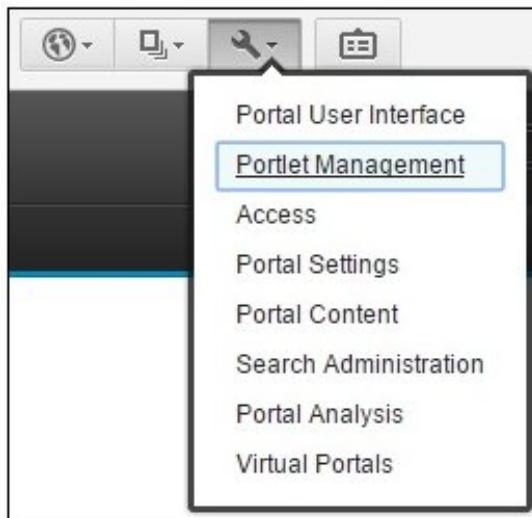 Portal User Interface
Portlet Management
Access
Portal Settings
Portal Content
Search Administration
Portal Analysis
Virtual Portals